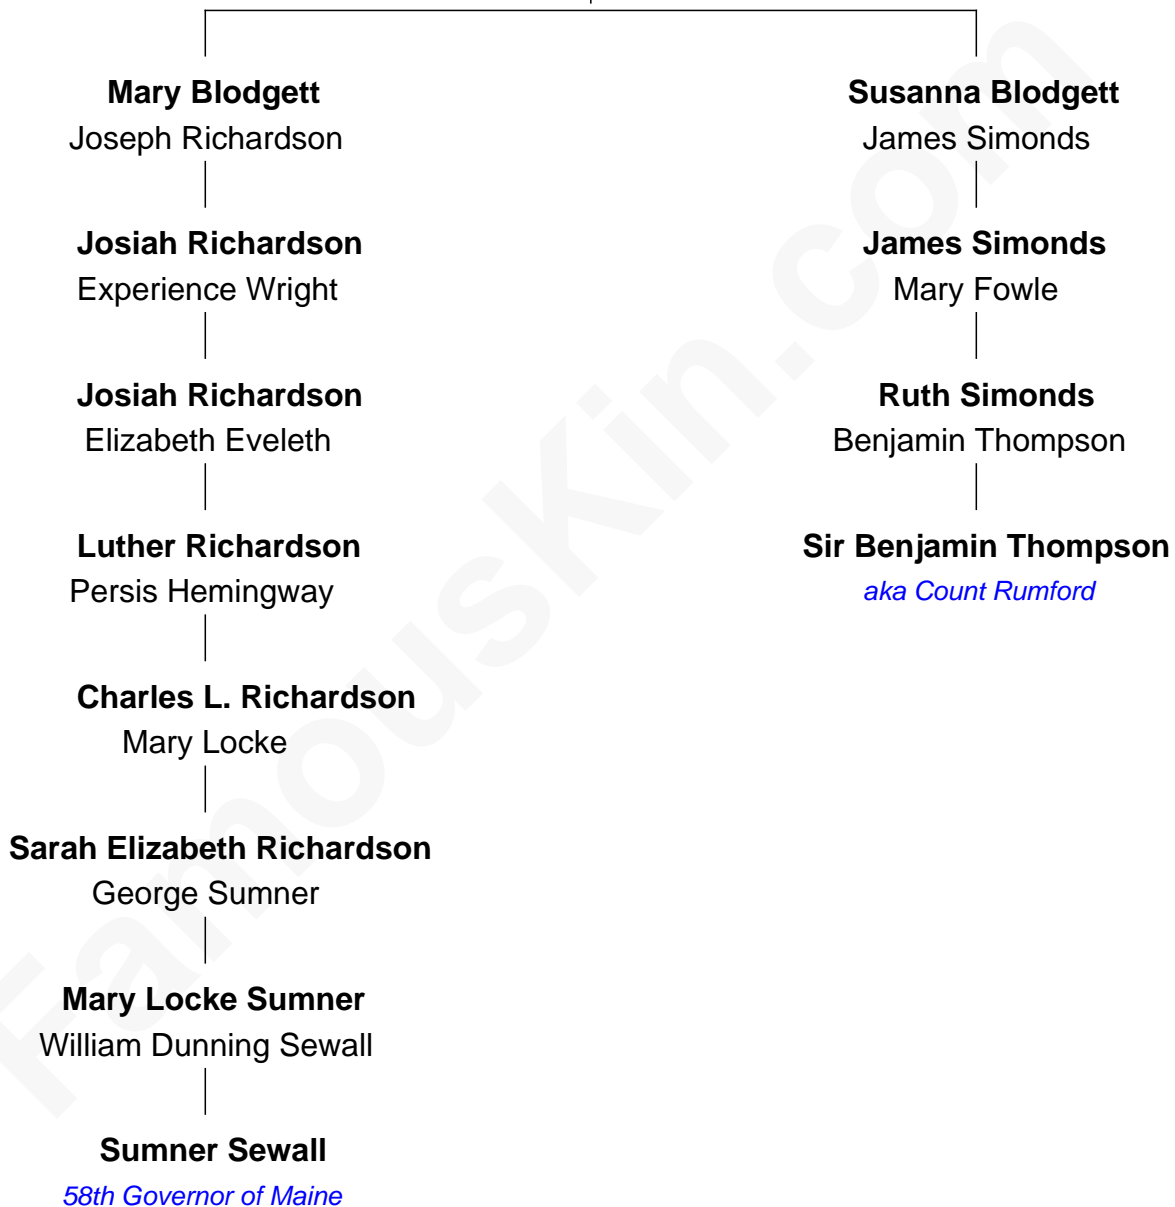 Mary Blodgett
Joseph Richardson
Susanna Blodgett
James Simonds
Josiah Richardson
Experience Wright
James Simonds
Mary Fowle
Josiah Richardson
Elizabeth Eveleth
Ruth Simonds
Benjamin Thompson
Luther Richardson
Persis Hemingway
Sir Benjamin Thompson
aka Count Rumford
Charles L. Richardson
Mary Locke
Sarah Elizabeth Richardson
George Sumner
Mary Locke Sumner
William Dunning Sewall
Sumner Sewall
58th Governor of Maine
FamousKin.com